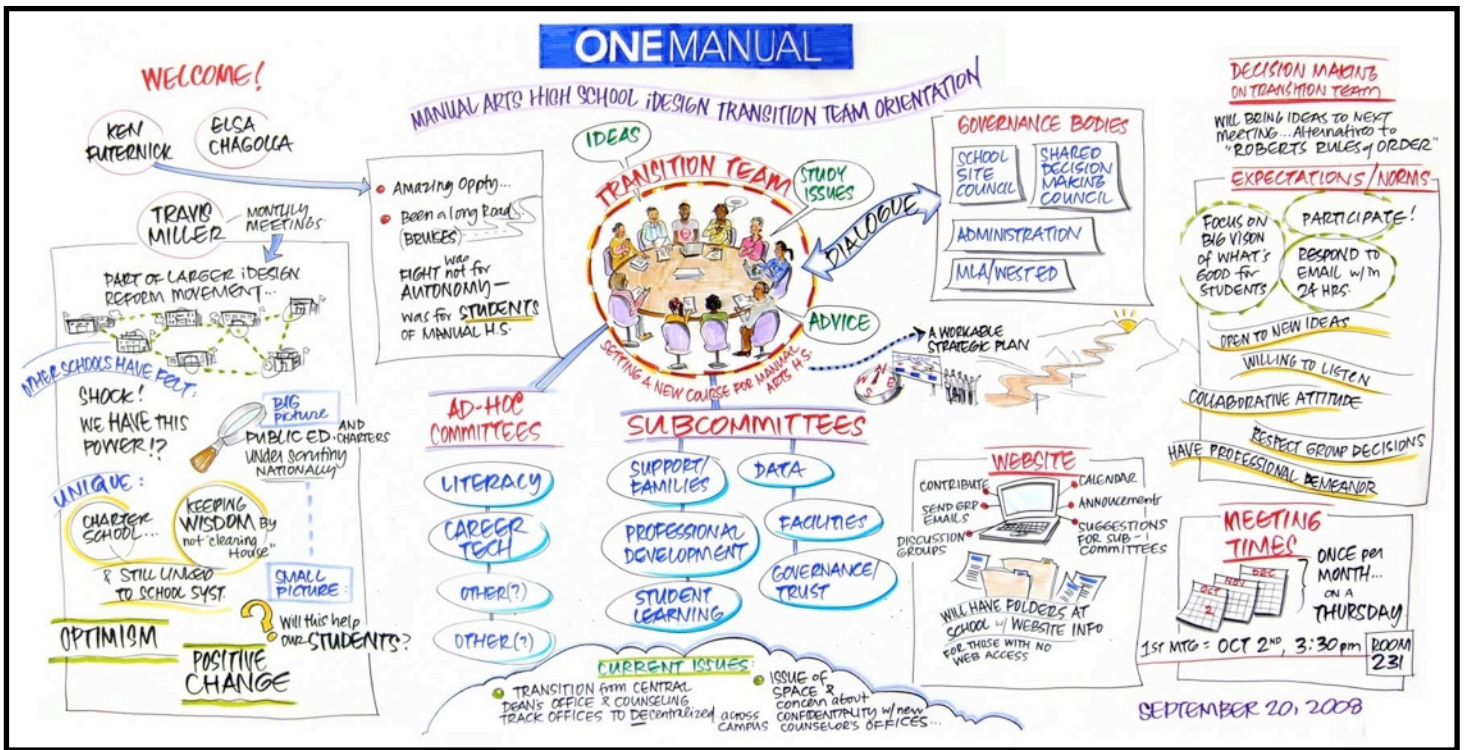 ONE MANUAL
MANUAL ARTS HIGH SCHOOL iDESIGN TRANSITION TEAM ORIENTATION
WELCOME!
KEN
FUTERNICK
ELSA
CHAGOLLA
TRAVIS
MILLER
MONTHLY
MEETINGS
PART OF LARGER iDESIGN
REFORM MOVEMENT...
OTHER SCHOOLS HAVE FELT:
SHOCK!
WE HAVE THIS
POWER!?
BIG
PICTURE
PUBLIC ED. AND CHARTERS
Under Scrutiny
NATIONALLY
UNIQUE:
CHARTER
SCHOOL...
& STILL LINKED
TO SCHOOL SYST.
KEEPING
WISDOM By
not "cleaning
House"
SMALL
PICTURE:
? Will this help
our STUDENTS?
OPTIMISM
POSITIVE
CHANGE
Amazing Oppty...
Been a long Road
(BRUISES)
was
FIGHT not for
AUTONOMY—
was for STUDENTS
OF MANUAL H.S.
IDEAS
TRANSITION TEAM
STUDY
ISSUES
ADVICE
SETTING A NEW COURSE FOR MANUAL
ARTS H.S.
DIALOGUE
GOVERNANCE BODIES
SCHOOL
SITE
COUNCIL
SHARED
DECISION
MAKING
COUNCIL
ADMINISTRATION
MLA/WESTED
A WORKABLE
STRATEGIC PLAN
N
E
S
W
AD-HOC
COMMITTEES
LITERACY
CAREER
TECH
OTHER(?)
OTHER(?)
SUBCOMMITTEES
SUPPORT/
FAMILIES
PROFESSIONAL
DEVELOPMENT
STUDENT
LEARNING
DATA
FACILITIES
GOVERNANCE/
TRUST
CURRENT ISSUES:
TRANSITION from CENTRAL
DEAN'S OFFICE & COUNSELING
TRACK OFFICES TO DEcentralized across
CAMPUS
ISSUE OF
SPACE &
concern about
CONFIDENTALITY w/ new
COUNSELOR'S OFFICES...
WEBSITE
CONTRIBUTE
SEND GRP
EMAILS
DISCUSSION
GROUPS
CALENDAR
ANNOUCEMENTS
SUGGESTIONS
FOR SUB-
COMMITTEES
WILL HAVE FOLDERS AT
SCHOOL w/ WEBSITE INFO
FOR THOSE WITH NO
WEB ACCESS
DECISION MAKING
ON TRANSITION TEAM
WILL BRING IDEAS TO NEXT
MEETING... Alternatives to
"ROBERTS RULES of ORDER"
EXPECTATIONS/NORMS
FOCUS ON
BIG VISON
OF WHAT'S
GOOD for
STUDENTS
PARTICIPATE!
RESPOND TO
EMAIL w/in
24 HRS.
OPEN TO NEW IDEAS
WILLING TO LISTEN
COLLABORATIVE ATTITUDE
RESPECT GROUP DECISIONS
HAVE PROFESSIONAL DEMEANOR
MEETING
TIMES
OCT
2
NOV
DEC
ONCE per
MONTH...
ON A
THURSDAY
1ST MTG = OCT 2ND, 3:30pm ROOM
231
SEPTEMBER 20, 2008